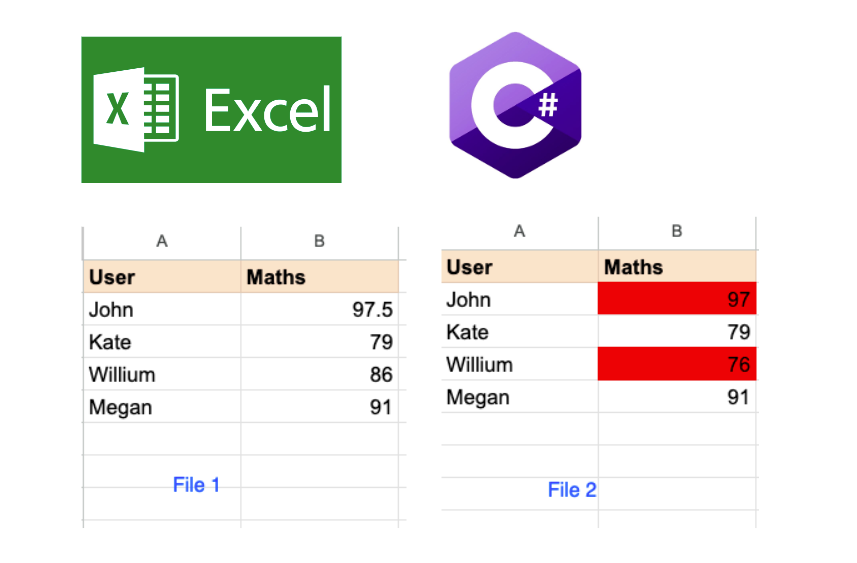 X Excel
C#
A B
User Maths
John 97.5
Kate 79
Willium 86
Megan 91
File 1
A B
User Maths
John 97
Kate 79
Willium 76
Megan 91
File 2